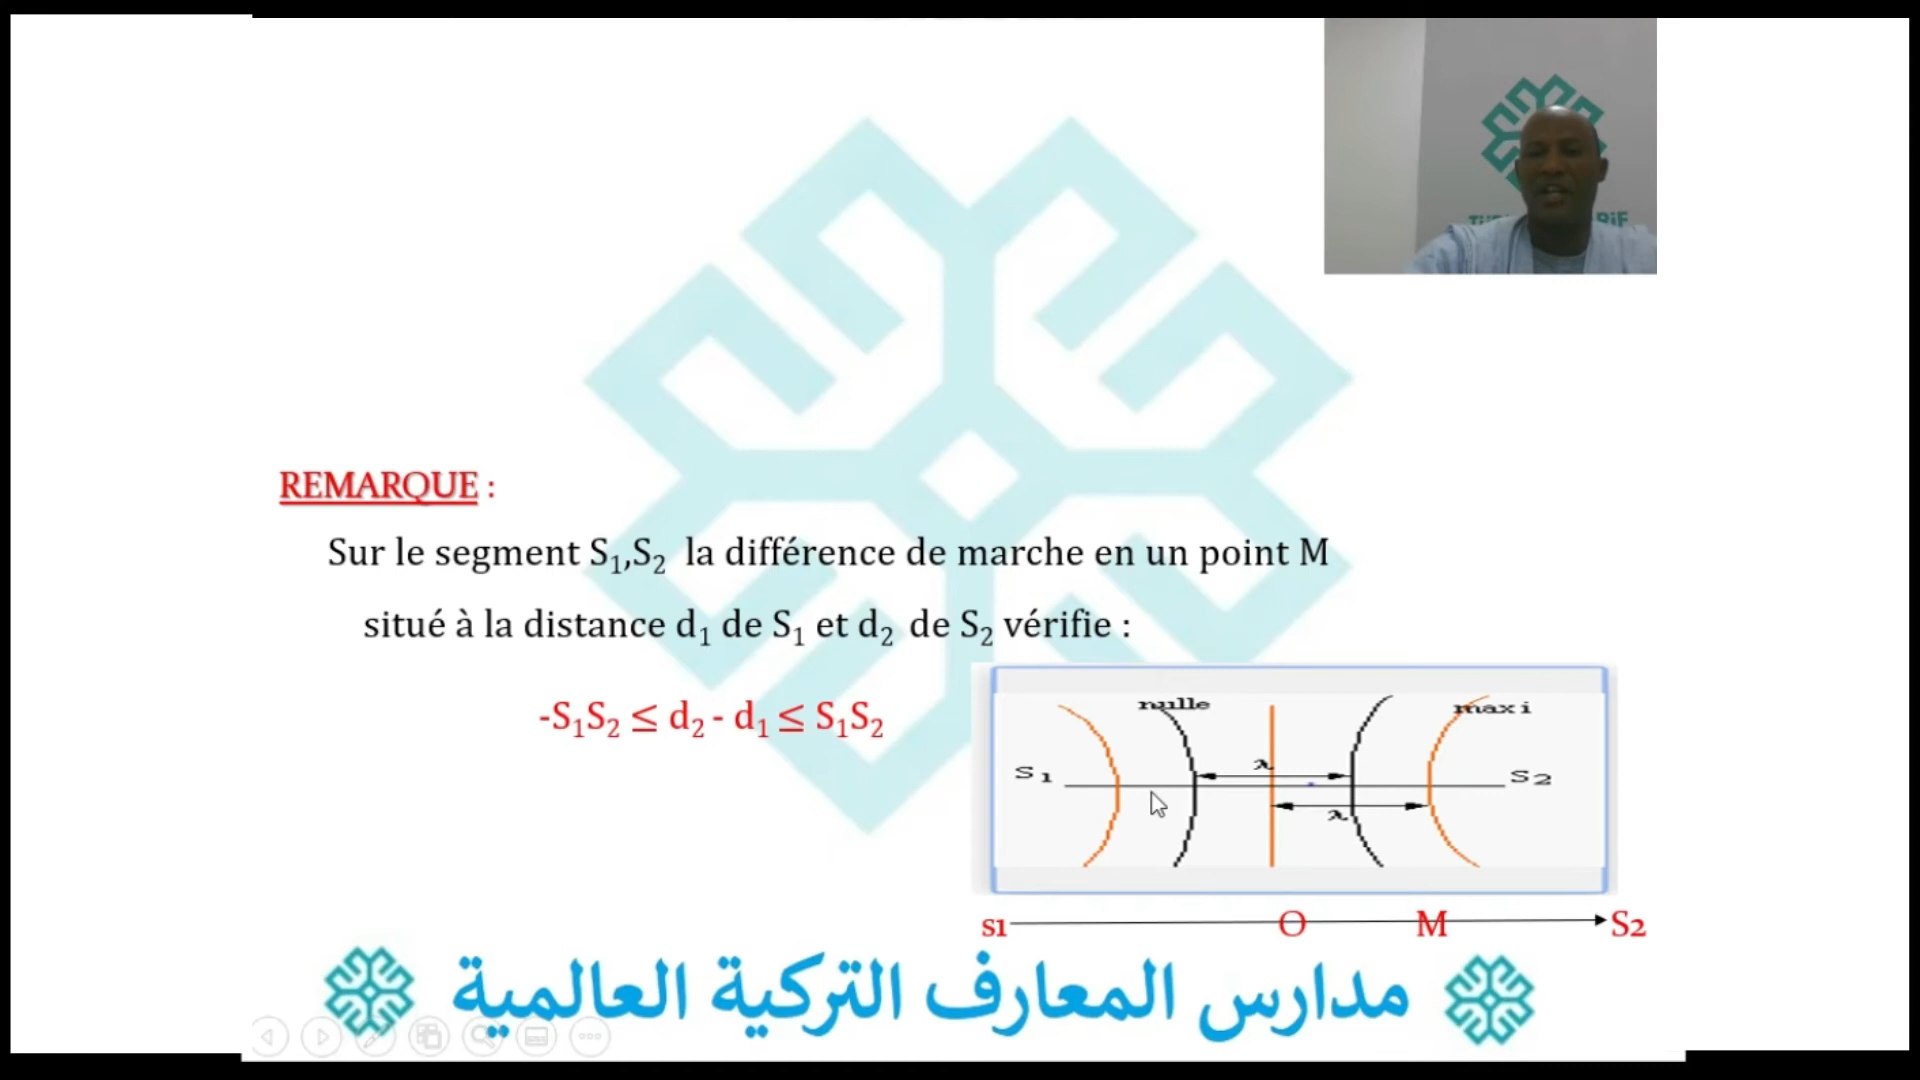 REMARQUE :
Sur le segment S₁,S₂ la différence de marche en un point M
situé à la distance d₁ de S₁ et d₂ de S₂ vérifie :
-S₁S₂ ≤ d₂ - d₁ ≤ S₁S₂
nulle
maxi
λ
S₁
S₂
λ
s1 O M S2
مدارس المعارف التركية العالمية